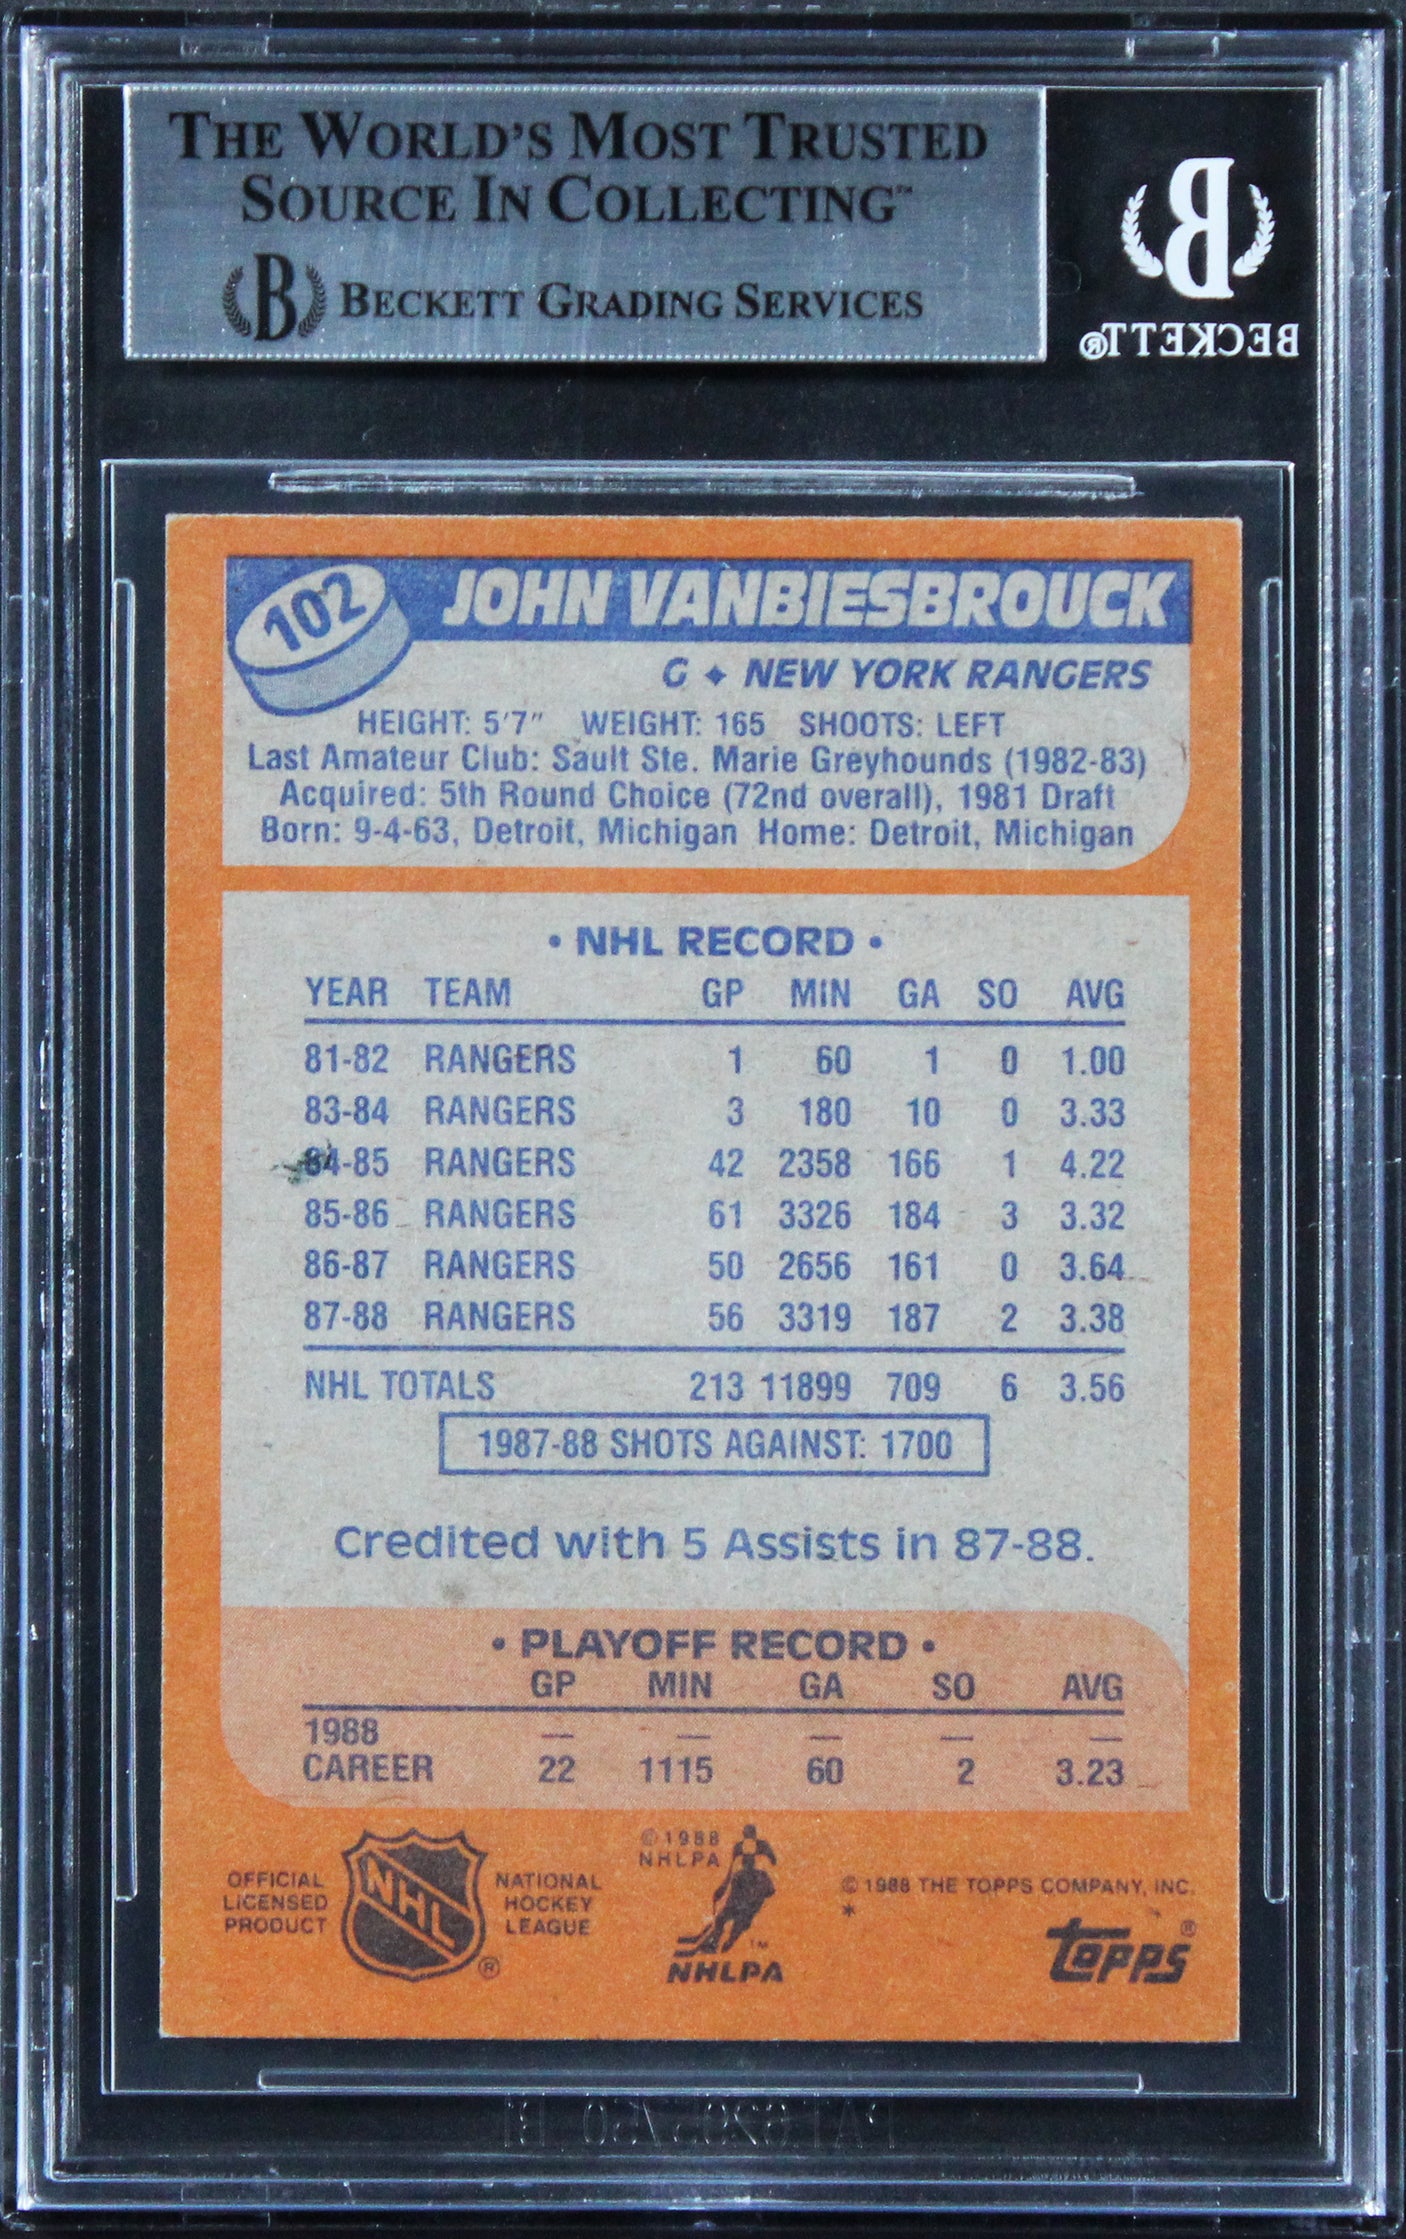 THE WORLD'S MOST TRUSTED
SOURCE IN COLLECTING™
B BECKETT GRADING SERVICES
B
BECKETT®
102
JOHN VANBIESBROUCK
G ♦ NEW YORK RANGERS
HEIGHT: 5'7" WEIGHT: 165 SHOOTS: LEFT
Last Amateur Club: Sault Ste. Marie Greyhounds (1982-83)
Acquired: 5th Round Choice (72nd overall), 1981 Draft
Born: 9-4-63, Detroit, Michigan Home: Detroit, Michigan
• NHL RECORD •
YEAR TEAM GP MIN GA SO AVG
81-82 RANGERS 1 60 1 0 1.00
83-84 RANGERS 3 180 10 0 3.33
84-85 RANGERS 42 2358 166 1 4.22
85-86 RANGERS 61 3326 184 3 3.32
86-87 RANGERS 50 2656 161 0 3.64
87-88 RANGERS 56 3319 187 2 3.38
NHL TOTALS 213 11899 709 6 3.56
1987-88 SHOTS AGAINST: 1700
Credited with 5 Assists in 87-88.
• PLAYOFF RECORD •
GP MIN GA SO AVG
1988 — — — — —
CAREER 22 1115 60 2 3.23
OFFICIAL LICENSED PRODUCT
NHL ®
NATIONAL HOCKEY LEAGUE
© 1988
NHLPA
™
NHLPA
© 1988 THE TOPPS COMPANY, INC.
*
topps ®